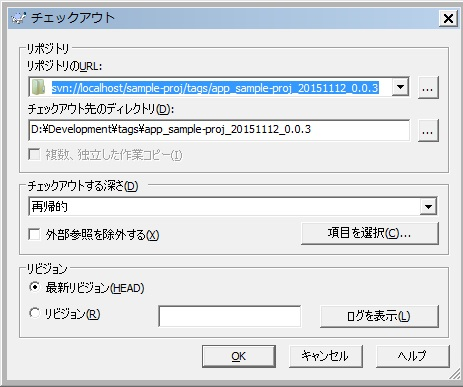 チェックアウト
リポジトリ
リポジトリのURL:
svn://localhost/sample-proj/tags/app_sample-proj_20151112_0.0.3
...
チェックアウト先のディレクトリ(D):
D:¥Development¥tags¥app_sample-proj_20151112_0.0.3
...
複数、独立した作業コピー(I)
チェックアウトする深さ(D)
再帰的
外部参照を除外する(X)
項目を選択(C)...
リビジョン
最新リビジョン(HEAD)
リビジョン(R)
ログを表示(L)
OK
キャンセル
ヘルプ